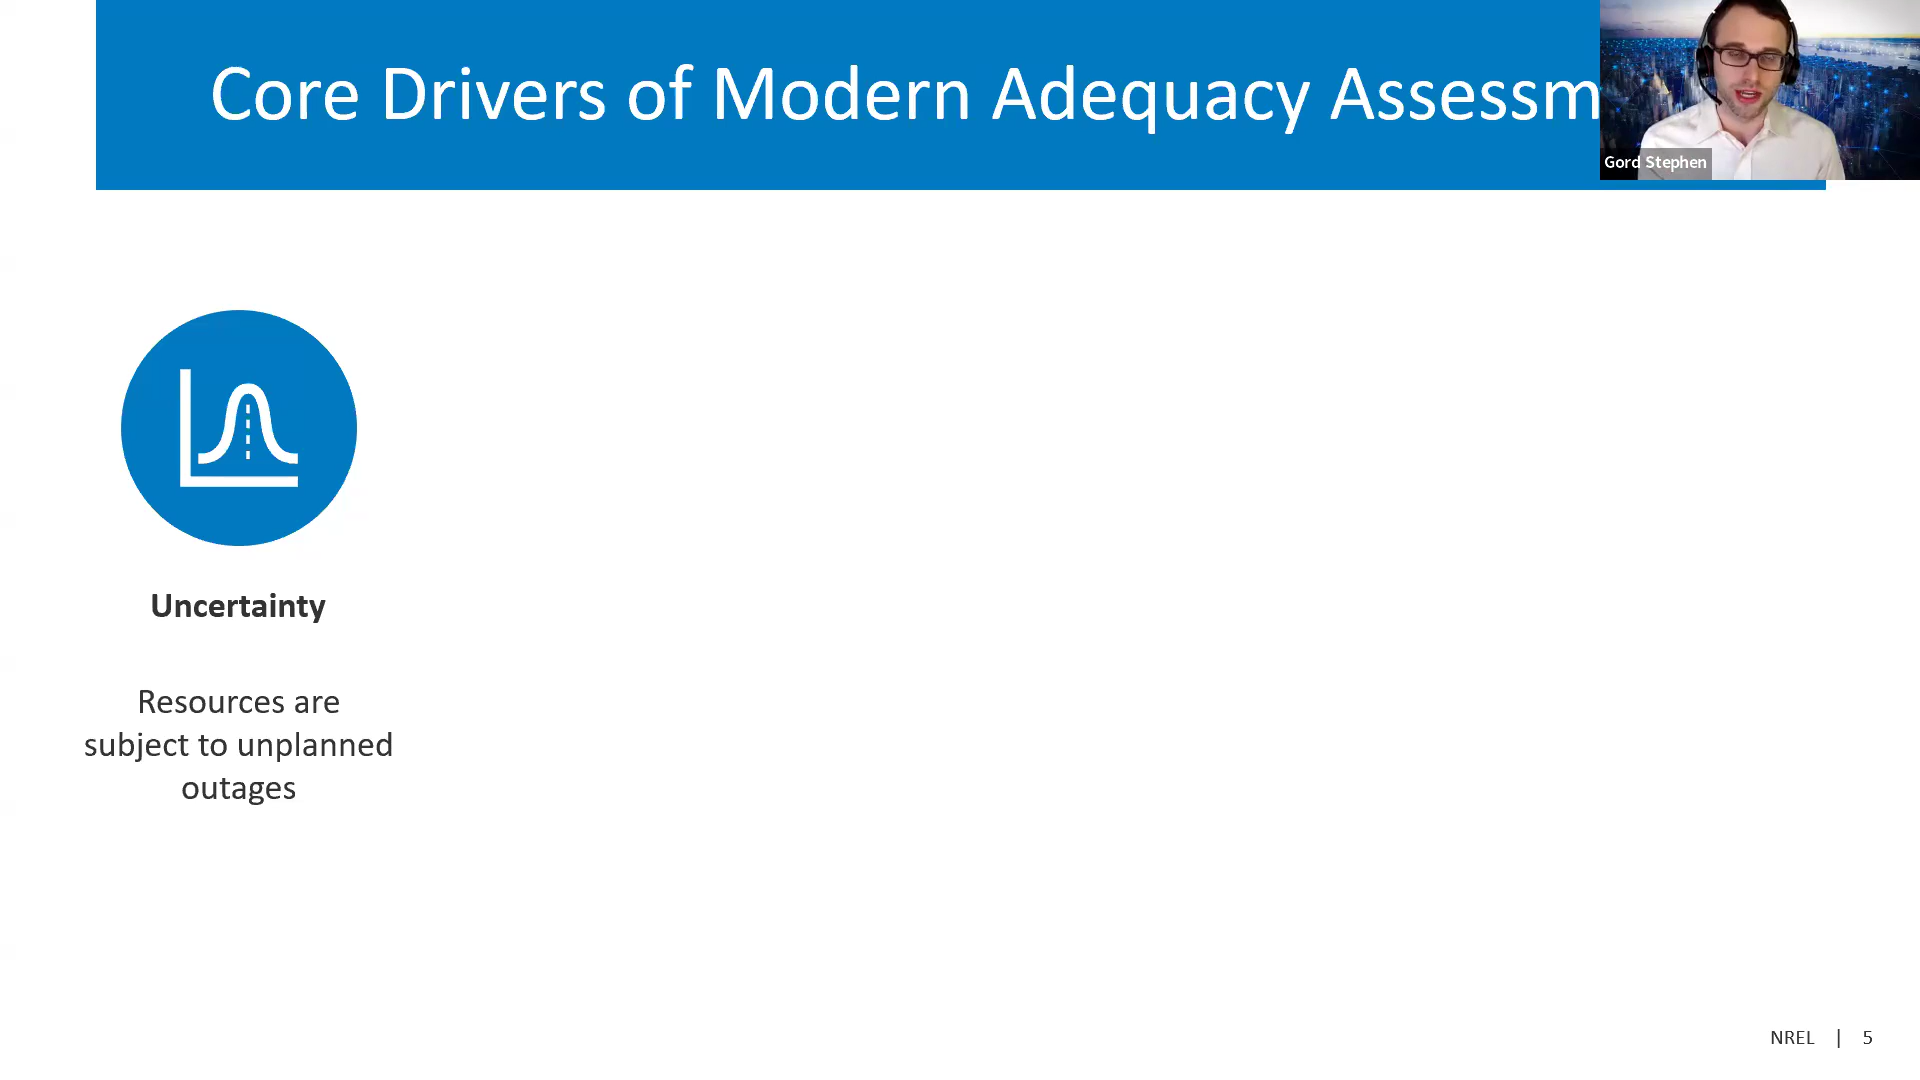 Core Drivers of Modern Adequacy Assessm
Gord Stephen
Uncertainty
Resources are
subject to unplanned
outages
NREL | 5